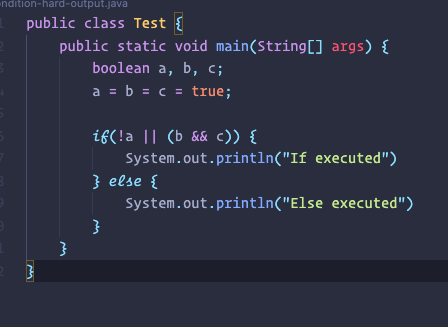 ondition-hard-output.java
public class Test {
public static void main(String[] args) {
boolean a, b, c;
a = b = c = true;
if(!a || (b && c)) {
System.out.println("If executed")
} else {
System.out.println("Else executed")
}
}
}